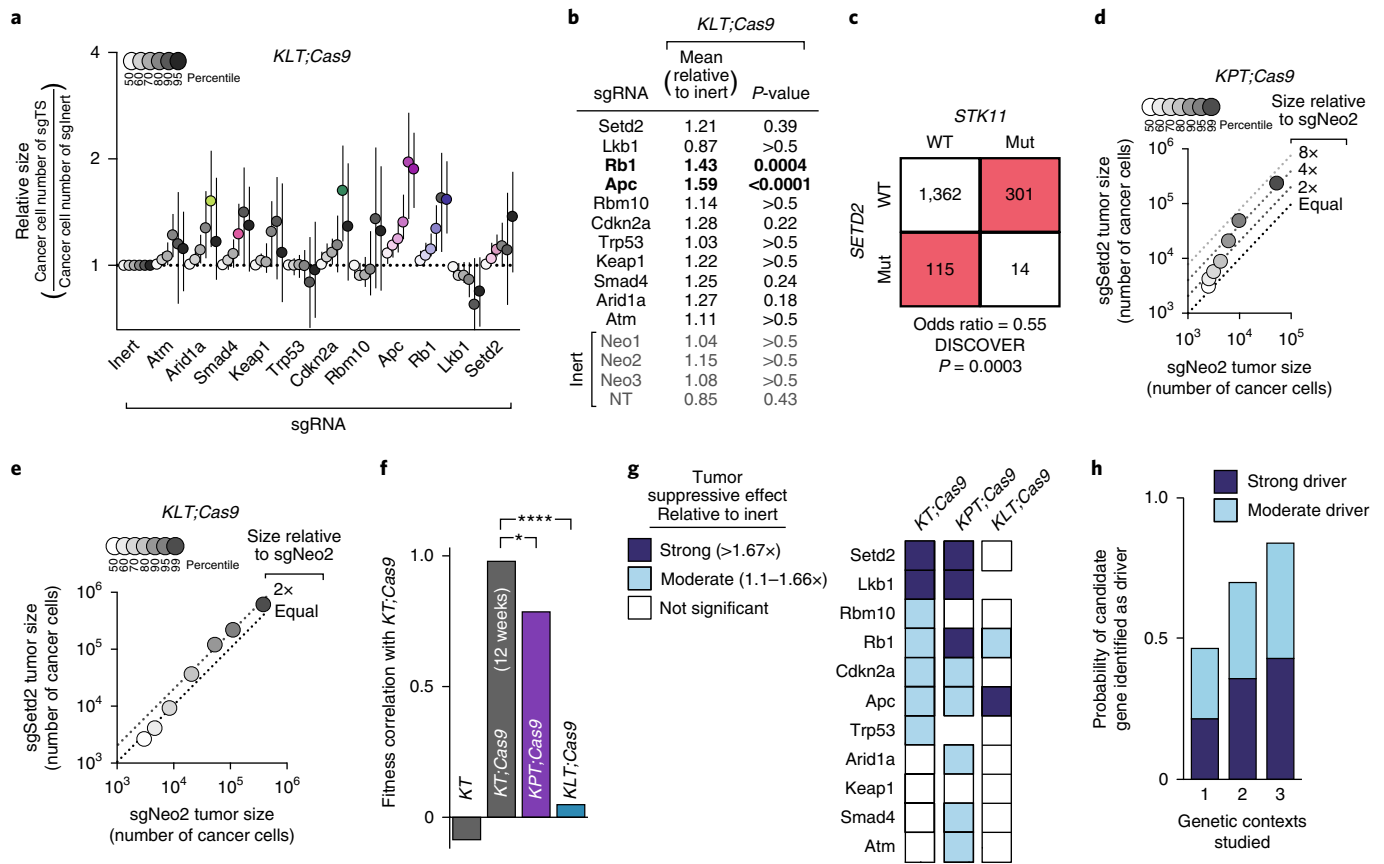 a
KLT;Cas9
4
2
1
50 60 70 80 90 95 Percentile
Relative size
(Cancer cell number of sgTS / Cancer cell number of sgInert)
Inert
Atm
Arid1a
Smad4
Keap1
Trp53
Cdkn2a
Rbm10
Apc
Rb1
Lkb1
Setd2
sgRNA
b
KLT;Cas9
sgRNA (Mean relative to inert) P-value
Setd2 1.21 0.39
Lkb1 0.87 >0.5
Rb1 1.43 0.0004
Apc 1.59 <0.0001
Rbm10 1.14 >0.5
Cdkn2a 1.28 0.22
Trp53 1.03 >0.5
Keap1 1.22 >0.5
Smad4 1.25 0.24
Arid1a 1.27 0.18
Atm 1.11 >0.5
Inert
Neo1 1.04 >0.5
Neo2 1.15 >0.5
Neo3 1.08 >0.5
NT 0.85 0.43
c
STK11
WT Mut
SETD2
WT 1,362 301
Mut 115 14
Odds ratio = 0.55
DISCOVER
P = 0.0003
d
KPT;Cas9
50 60 70 80 90 95 99 Percentile
Size relative
to sgNeo2
8×
4×
2×
Equal
10⁶
10⁵
10⁴
10³
sgSetd2 tumor size
(number of cancer cells)
10³ 10⁴ 10⁵
sgNeo2 tumor size
(number of cancer cells)
e
KLT;Cas9
50 60 70 80 90 95 99 Percentile
Size relative
to sgNeo2
2×
Equal
10⁶
10⁵
10⁴
10³
sgSetd2 tumor size
(number of cancer cells)
10³ 10⁴ 10⁵ 10⁶
sgNeo2 tumor size
(number of cancer cells)
f
Fitness correlation with KT;Cas9
1.0
0.5
0
****
*
KT
KT;Cas9 (12 weeks)
KPT;Cas9
KLT;Cas9
g
Tumor
suppressive effect
Relative to inert
Strong (>1.67×)
Moderate (1.1–1.66×)
Not significant
KT;Cas9
KPT;Cas9
KLT;Cas9
Setd2
Lkb1
Rbm10
Rb1
Cdkn2a
Apc
Trp53
Arid1a
Keap1
Smad4
Atm
h
Strong driver
Moderate driver
Probability of candidate
gene identified as driver
1.0
0.5
0
1 2 3
Genetic contexts
studied